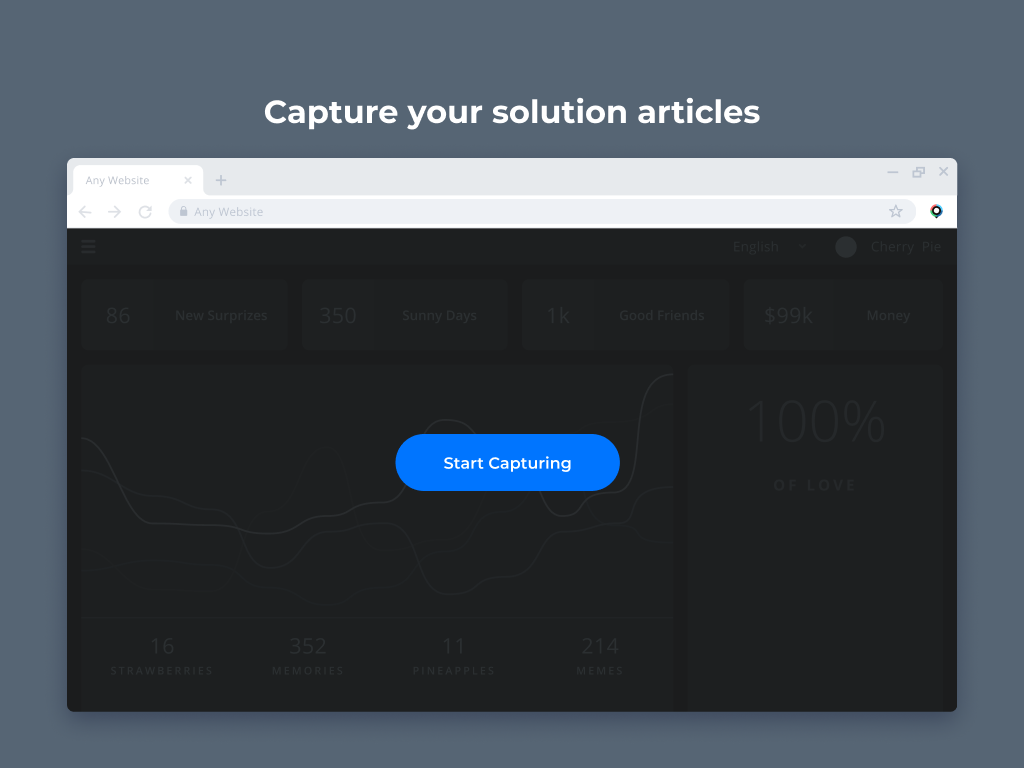 Capture your solution articles
Any Website
Any Website
English
Cherry Pie
86 New Surprizes
350 Sunny Days
1k Good Friends
$99k Money
100%
OF LOVE
Start Capturing
16 352 11 214
STRAWBERRIES MEMORIES PINEAPPLES MEMES